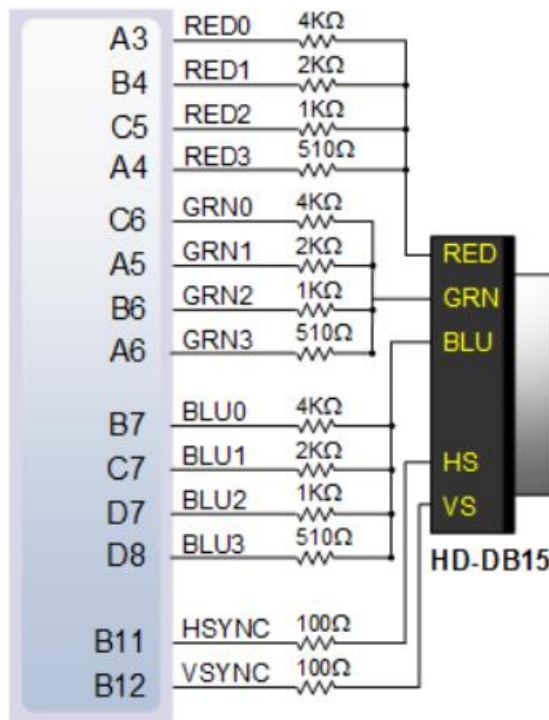 A3 RED0 4KΩ
B4 RED1 2KΩ
C5 RED2 1KΩ
A4 RED3 510Ω
C6 GRN0 4KΩ
A5 GRN1 2KΩ
B6 GRN2 1KΩ
A6 GRN3 510Ω
B7 BLU0 4KΩ
C7 BLU1 2KΩ
D7 BLU2 1KΩ
D8 BLU3 510Ω
B11 HSYNC 100Ω
B12 VSYNC 100Ω
RED
GRN
BLU
HS
VS
HD-DB15